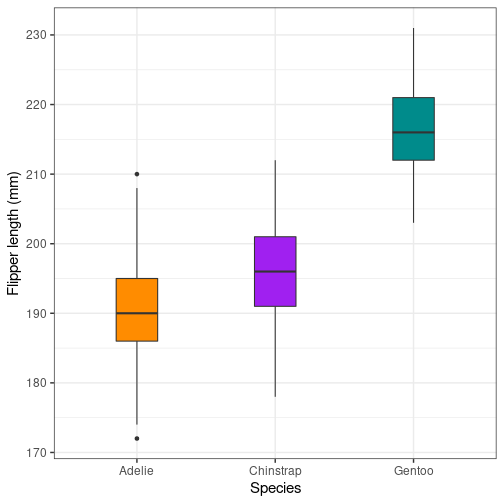 230
220
210
200
190
180
170
Flipper length (mm)
Adelie
Chinstrap
Gentoo
Species